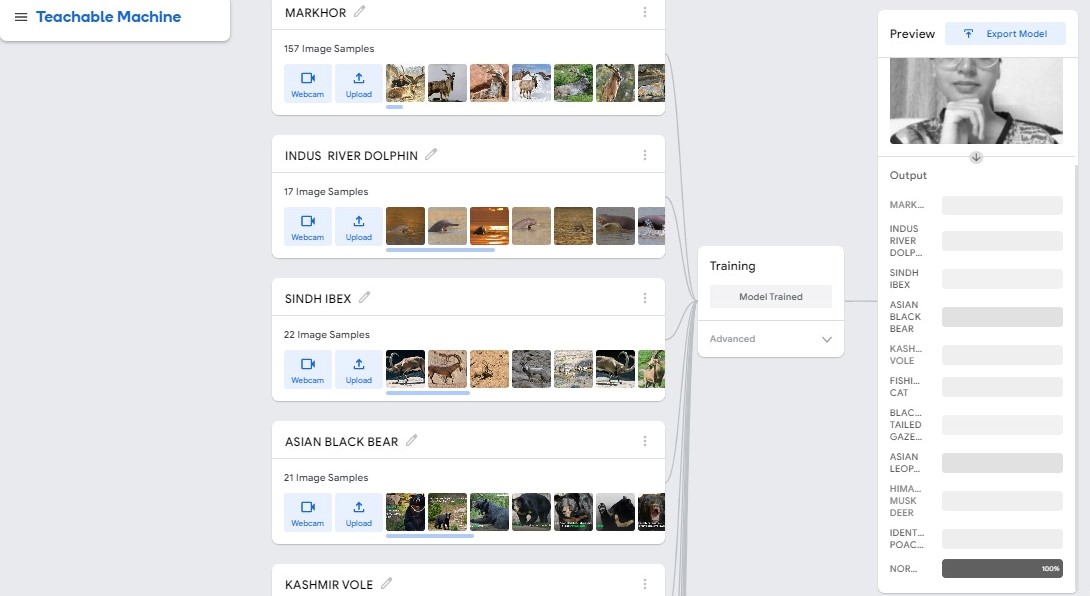 Teachable Machine
MARKHOR
157 Image Samples
Webcam
Upload
INDUS RIVER DOLPHIN
17 Image Samples
Webcam
Upload
SINDH IBEX
22 Image Samples
Webcam
Upload
ASIAN BLACK BEAR
21 Image Samples
Webcam
Upload
KASHMIR VOLE
Training
Model Trained
Advanced
Preview
Export Model
Output
MARK...
INDUS
RIVER
DOLP...
SINDH
IBEX
ASIAN
BLACK
BEAR
KASH...
VOLE
FISHI...
CAT
BLAC...
TAILED
GAZE...
ASIAN
LEOP...
HIMA...
MUSK
DEER
IDENT...
POAC...
NOR...
100%